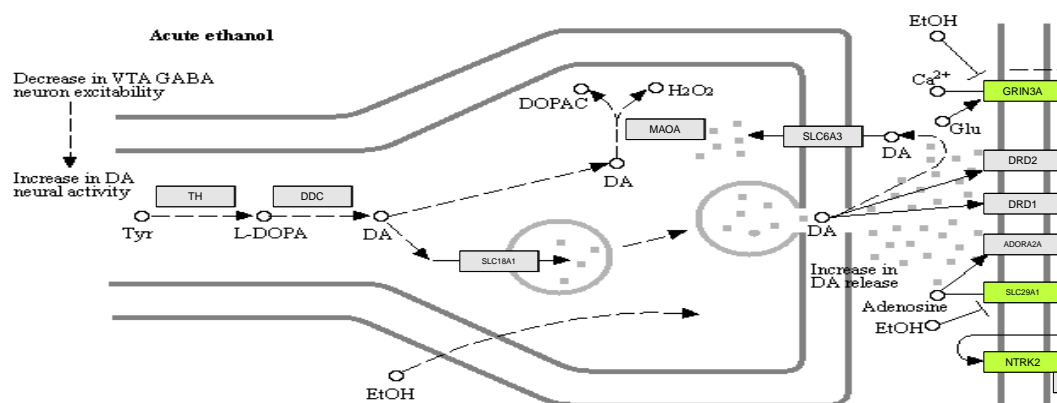 Acute ethanol
EtOH
Decrease in VTA GABA
neuron excitability
Ca2+
GRIN3A
DOPAC
H2O2
MAOA
Glu
SLC6A3
DA
DRD2
Increase in DA
neural activity
DA
TH
DDC
DRD1
Tyr
L-DOPA
DA
DA
ADORA2A
SLC18A1
Increase in
DA release
SLC29A1
Adenosine
EtOH
NTRK2
EtOH